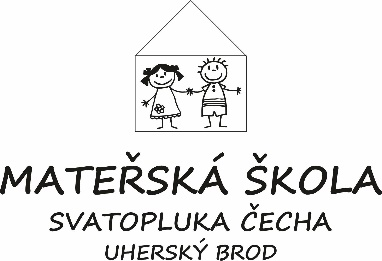 MATEŘSKÁ ŠKOLA
SVATOPLUKA ČECHA
UHERSKÝ BROD